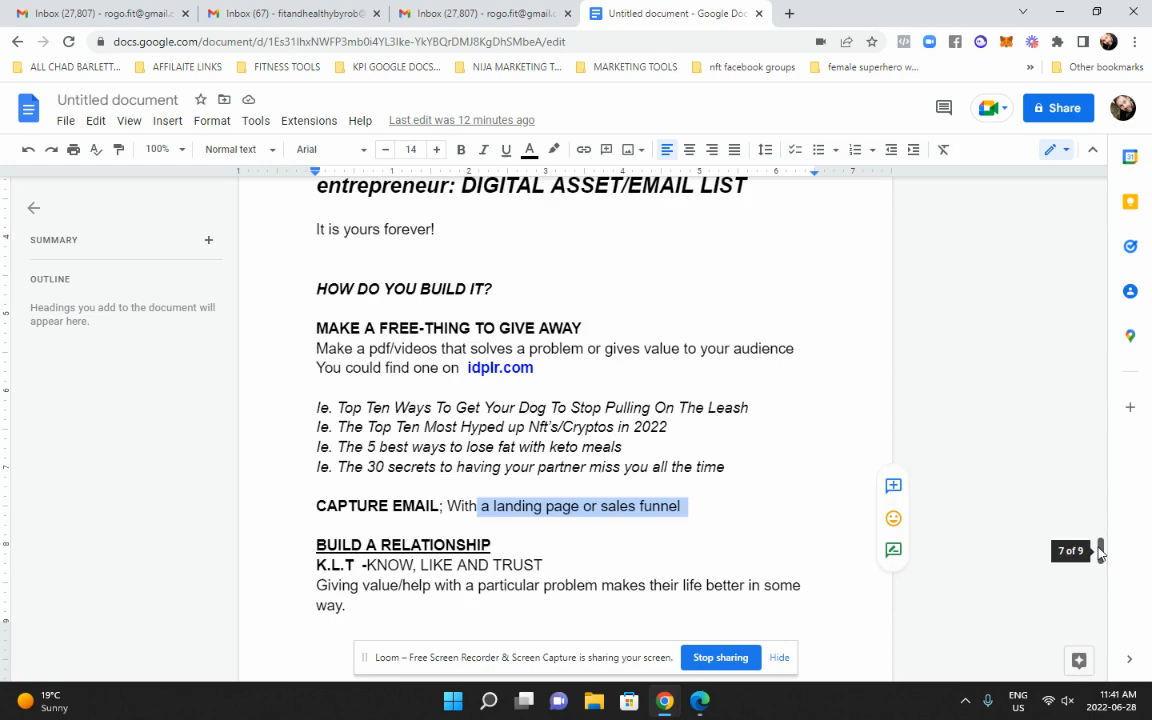 Inbox (27,807) - rogo.fit@gmail.c
Inbox (67) - fitandhealthybyrob@
Inbox (27,807) - rogo.fit@gmail.c
Untitled document - Google Doc
docs.google.com/document/d/1Es31IhxNWFP3mb0i4YL3Ike-YkYBQrDMJ8KgDhSMbeA/edit
ALL CHAD BARLETT...
AFFILAITE LINKS
FITNESS TOOLS
KPI GOOGLE DOCS...
NIJA MARKETING T...
MARKETING TOOLS
nft facebook groups
female superhero w...
»
Other bookmarks
Untitled document
File Edit View Insert Format Tools Extensions Help Last edit was 12 minutes ago
Share
100% Normal text Arial 14
1 1 2 3 4 5 6 7
SUMMARY
OUTLINE
Headings you add to the document will
appear here.
entrepreneur: DIGITAL ASSET/EMAIL LIST
It is yours forever!
HOW DO YOU BUILD IT?
MAKE A FREE-THING TO GIVE AWAY
Make a pdf/videos that solves a problem or gives value to your audience
You could find one on idplr.com
Ie. Top Ten Ways To Get Your Dog To Stop Pulling On The Leash
Ie. The Top Ten Most Hyped up Nft's/Cryptos in 2022
Ie. The 5 best ways to lose fat with keto meals
Ie. The 30 secrets to having your partner miss you all the time
CAPTURE EMAIL; With a landing page or sales funnel
BUILD A RELATIONSHIP
K.L.T -KNOW, LIKE AND TRUST
Giving value/help with a particular problem makes their life better in some
way.
7 of 9
Loom – Free Screen Recorder & Screen Capture is sharing your screen.
Stop sharing
Hide
19°C
Sunny
ENG
US
11:41 AM
2022-06-28